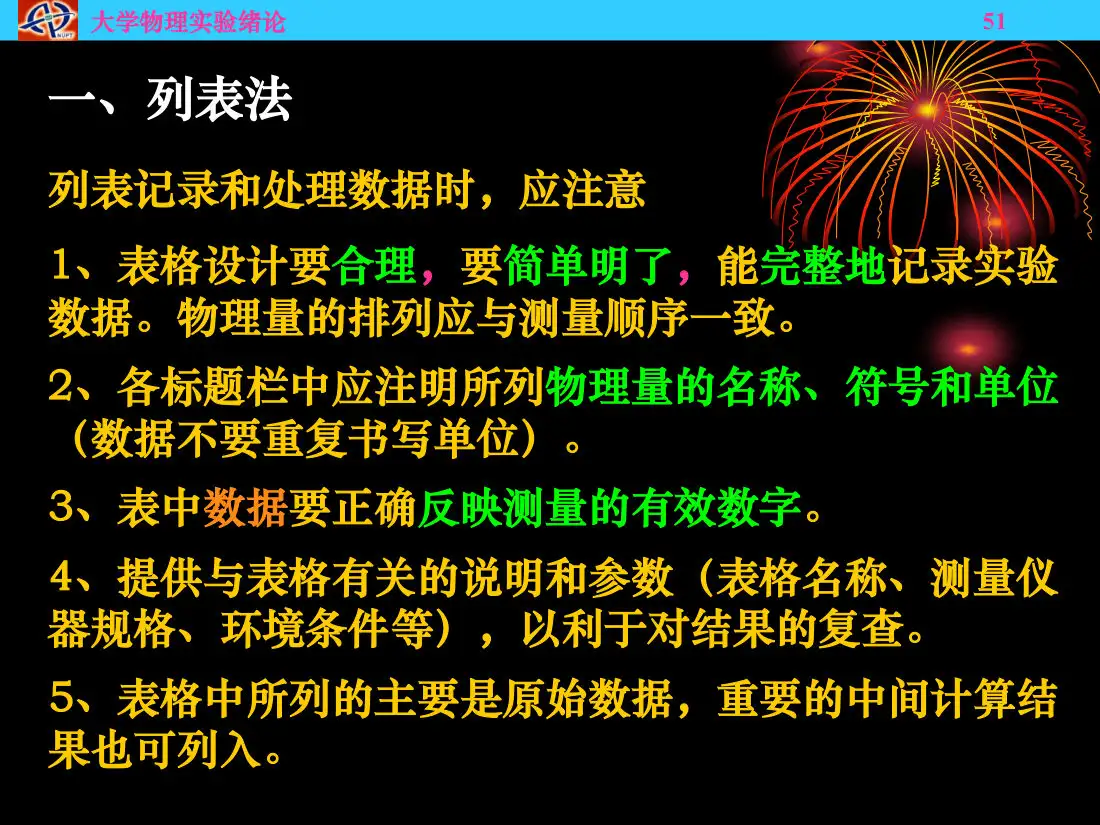 大学物理实验绪论
51
NUPT
一、列表法
列表记录和处理数据时，应注意
1、表格设计要合理，要简单明了，能完整地记录实验
数据。物理量的排列应与测量顺序一致。
2、各标题栏中应注明所列物理量的名称、符号和单位
（数据不要重复书写单位）。
3、表中数据要正确反映测量的有效数字。
4、提供与表格有关的说明和参数（表格名称、测量仪
器规格、环境条件等），以利于对结果的复查。
5、表格中所列的主要是原始数据，重要的中间计算结
果也可列入。